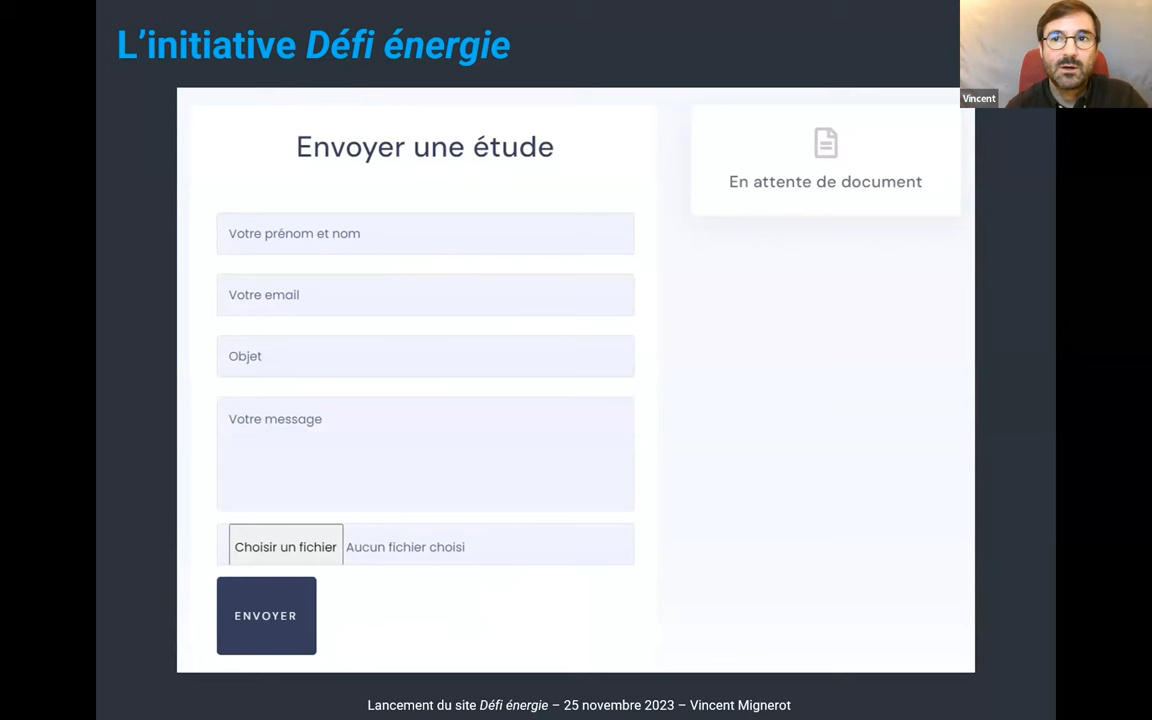 L’initiative Défi énergie
Vincent
Envoyer une étude
En attente de document
Votre prénom et nom
Votre email
Objet
Votre message
Choisir un fichier Aucun fichier choisi
ENVOYER
Lancement du site Défi énergie – 25 novembre 2023 – Vincent Mignerot